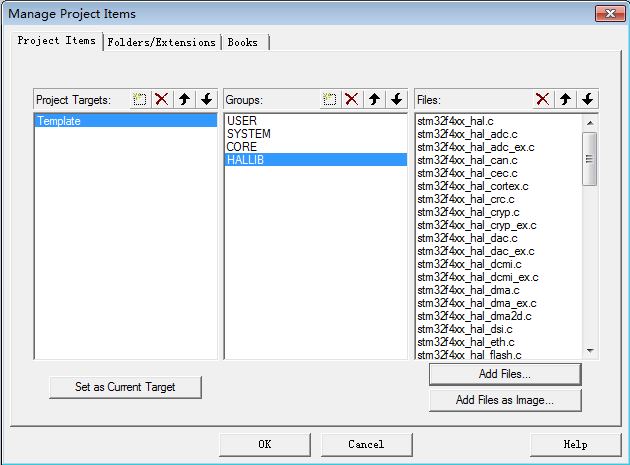 Manage Project Items
Project Items Folders/Extensions Books
Project Targets: Groups: Files:
Template
USER
SYSTEM
CORE
HALLIB
stm32f4xx_hal.c
stm32f4xx_hal_adc.c
stm32f4xx_hal_adc_ex.c
stm32f4xx_hal_can.c
stm32f4xx_hal_cec.c
stm32f4xx_hal_cortex.c
stm32f4xx_hal_crc.c
stm32f4xx_hal_cryp.c
stm32f4xx_hal_cryp_ex.c
stm32f4xx_hal_dac.c
stm32f4xx_hal_dac_ex.c
stm32f4xx_hal_dcmi.c
stm32f4xx_hal_dcmi_ex.c
stm32f4xx_hal_dma.c
stm32f4xx_hal_dma_ex.c
stm32f4xx_hal_dma2d.c
stm32f4xx_hal_dsi.c
stm32f4xx_hal_eth.c
stm32f4xx_hal_flash.c
Set as Current Target
Add Files...
Add Files as Image...
OK Cancel Help